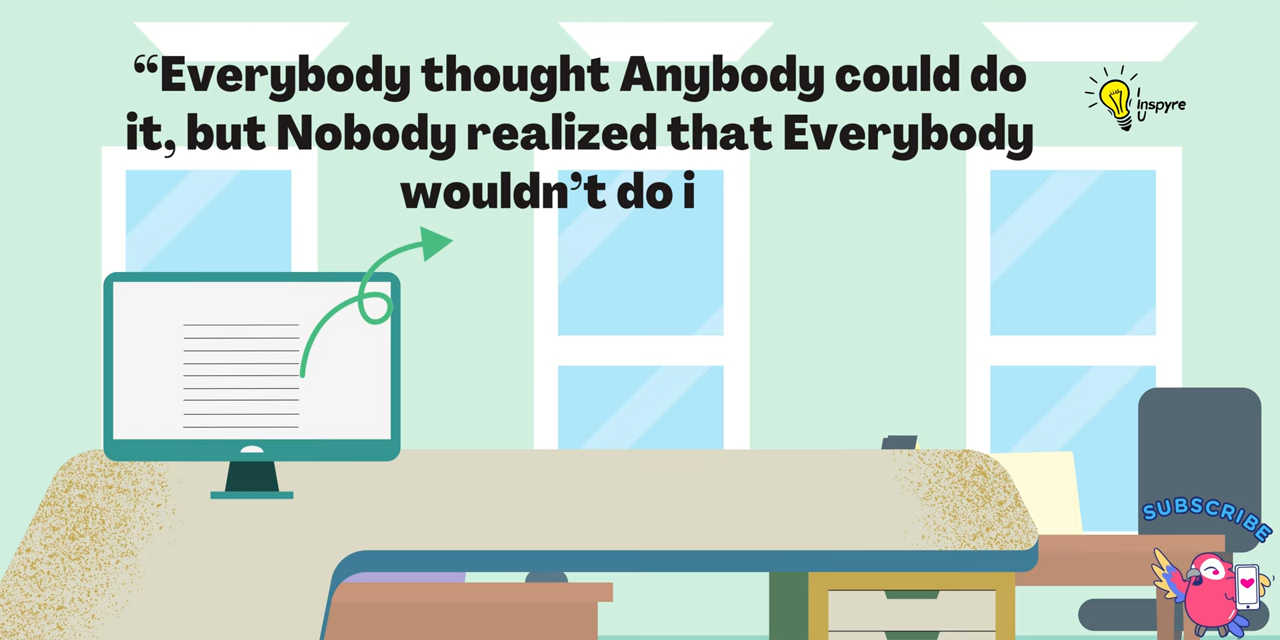 “Everybody thought Anybody could do
it, but Nobody realized that Everybody
wouldn’t do i
I Inspyre
U
SUBSCRIBE